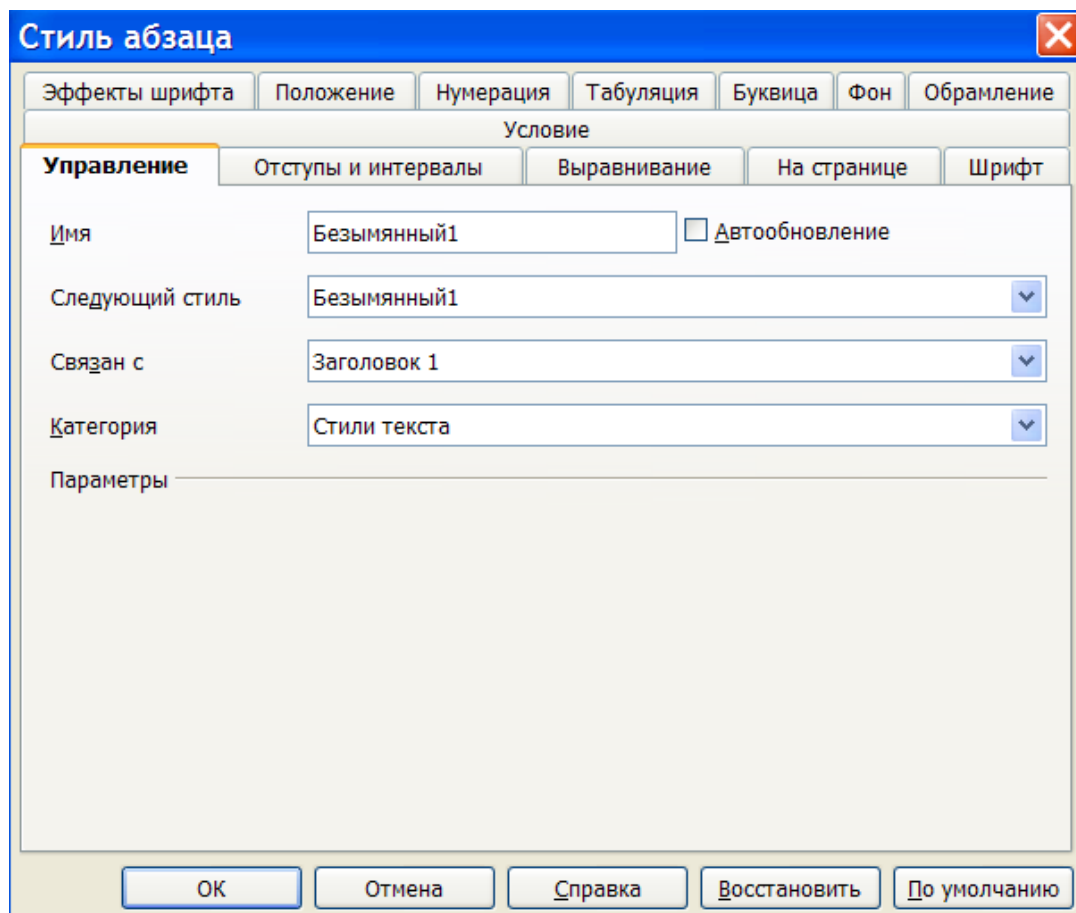 Стиль абзаца
Эффекты шрифта Положение Нумерация Табуляция Буквица Фон Обрамление
Условие
Управление Отступы и интервалы Выравнивание На странице Шрифт
Имя Безымянный1 Автообновление
Следующий стиль Безымянный1
Связан с Заголовок 1
Категория Стили текста
Параметры
ОК Отмена Справка Восстановить По умолчанию